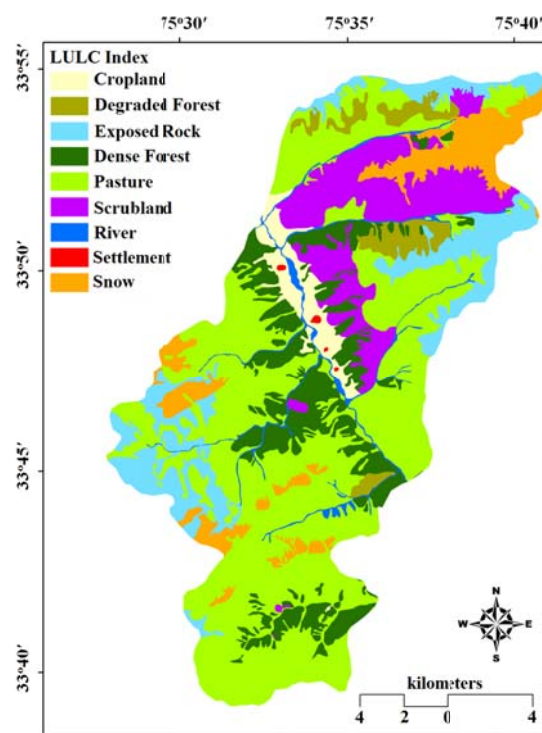 75°30′ 75°35′ 75°40′
33°55′
LULC Index
Cropland
Degraded Forest
Exposed Rock
Dense Forest
Pasture
Scrubland
River
Settlement
Snow
33°50′
33°45′
33°40′
N
W E
S
kilometers
4 2 0 4